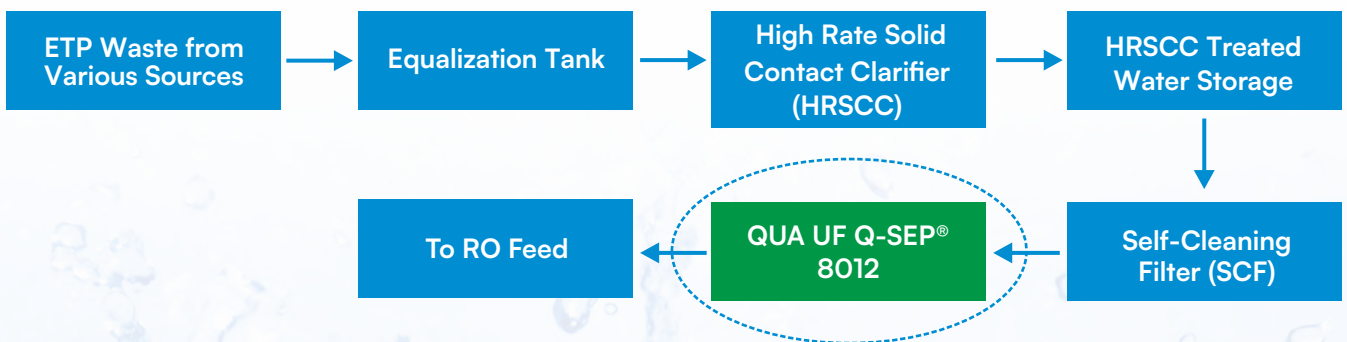 ETP Waste from
Various Sources
Equalization Tank
High Rate Solid
Contact Clarifier
(HRSCC)
HRSCC Treated
Water Storage
Self-Cleaning
Filter (SCF)
QUA UF Q-SEP®
8012
To RO Feed